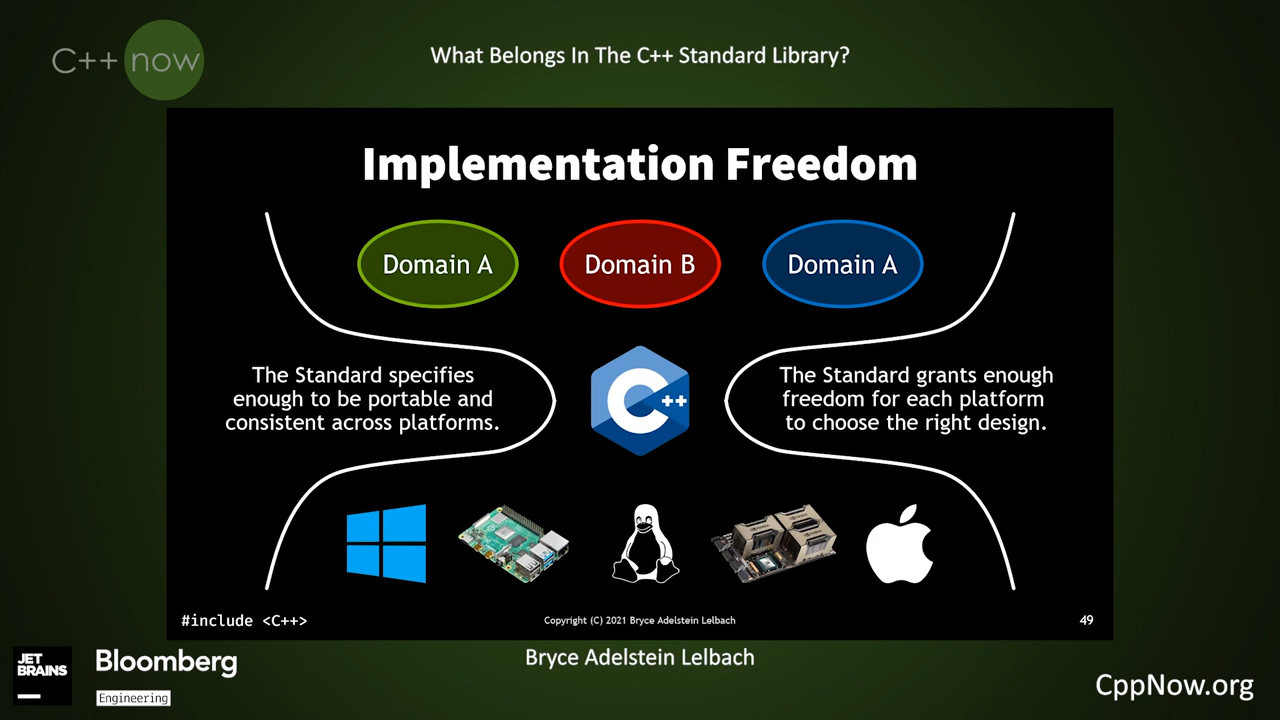 C++ now
What Belongs In The C++ Standard Library?
Implementation Freedom
Domain A
Domain B
Domain A
The Standard specifies
enough to be portable and
consistent across platforms.
C++
The Standard grants enough
freedom for each platform
to choose the right design.
#include <C++>
Copyright (C) 2021 Bryce Adelstein Lelbach
49
JET
BRAINS
Bloomberg
Engineering
Bryce Adelstein Lelbach
CppNow.org